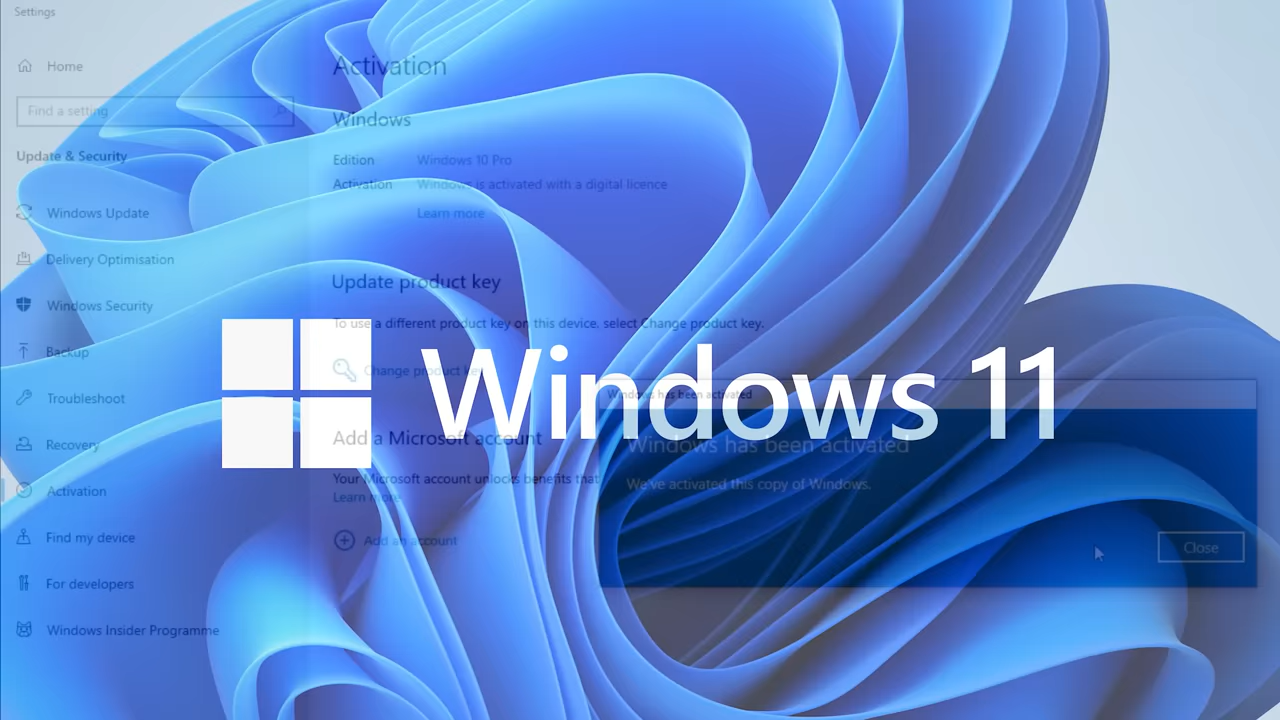 Settings
Home
Find a setting
Update & Security
Windows Update
Delivery Optimisation
Windows Security
Backup
Troubleshoot
Recovery
Activation
Find my device
For developers
Windows Insider Programme
Activation
Windows
Edition Windows 10 Pro
Activation Windows is activated with a digital licence
Learn more
Update product key
To use a different product key on this device, select Change product key.
Change product key
Add a Microsoft account
Your Microsoft account unlocks benefits that
Learn more
Add an account
Windows 11
Windows has been activated
Windows has been activated
We've activated this copy of Windows.
Close